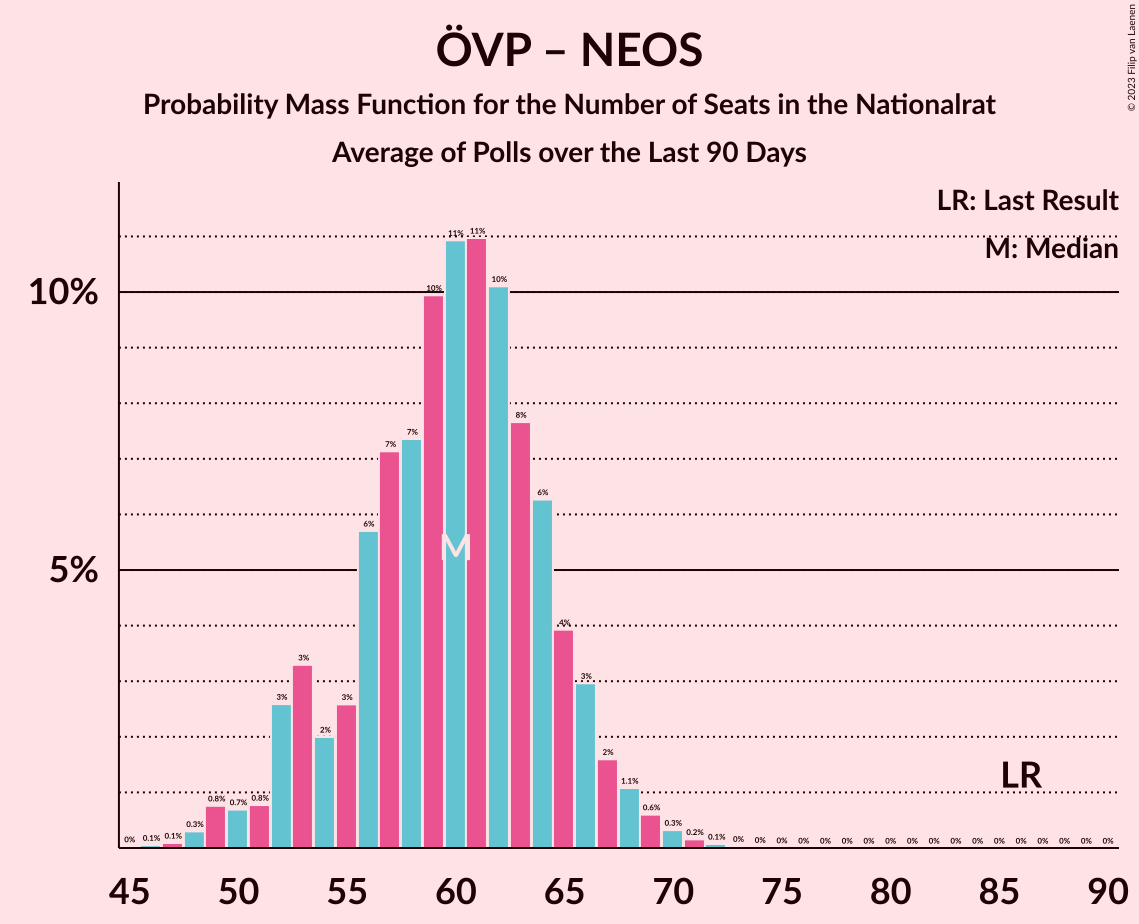 ÖVP – NEOS
Probability Mass Function for the Number of Seats in the Nationalrat
Average of Polls over the Last 90 Days
© 2023 Filip van Laenen
LR: Last Result
M: Median
10%
5%
0% 0.1% 0.1% 0.3% 0.8% 0.7% 0.8% 3% 3% 2% 3% 6% 7% 7% 10% 11% 11% 10% 8% 6% 4% 3% 2% 1.1% 0.6% 0.3% 0.2% 0.1% 0% 0% 0% 0% 0% 0% 0% 0% 0% 0% 0% 0% 0% 0% 0% 0% 0% 0%
M
LR
45 50 55 60 65 70 75 80 85 90